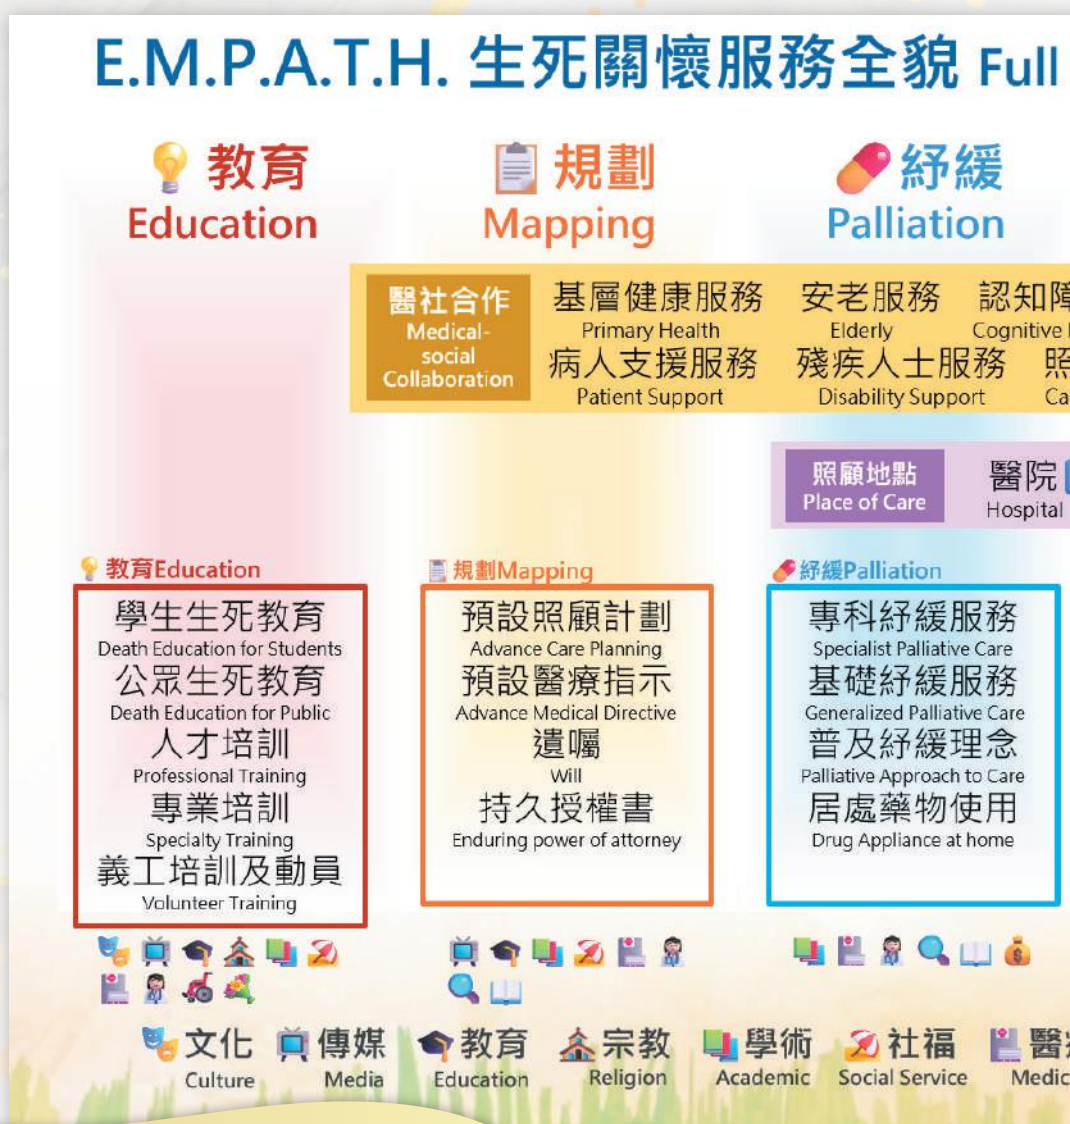 E.M.P.A.T.H. 生死關懷服務全貌 Full
教育
Education
規劃
Mapping
紓緩
Palliation
醫社合作
Medical-
social
Collaboration
基層健康服務
Primary Health
病人支援服務
Patient Support
安老服務
Elderly
殘疾人士服務
Disability Support
認知障
Cognitive
照
Ca
照顧地點
Place of Care
醫院
Hospital
教育Education
學生生死教育
Death Education for Students
公眾生死教育
Death Education for Public
人才培訓
Professional Training
專業培訓
Specialty Training
義工培訓及動員
Volunteer Training
規劃Mapping
預設照顧計劃
Advance Care Planning
預設醫療指示
Advance Medical Directive
遺囑
Will
持久授權書
Enduring power of attorney
紓緩Palliation
專科紓緩服務
Specialist Palliative Care
基礎紓緩服務
Generalized Palliative Care
普及紓緩理念
Palliative Approach to Care
居處藥物使用
Drug Appliance at home
文化
Culture
傳媒
Media
教育
Education
宗教
Religion
學術
Academic
社福
Social Service
醫
Medic